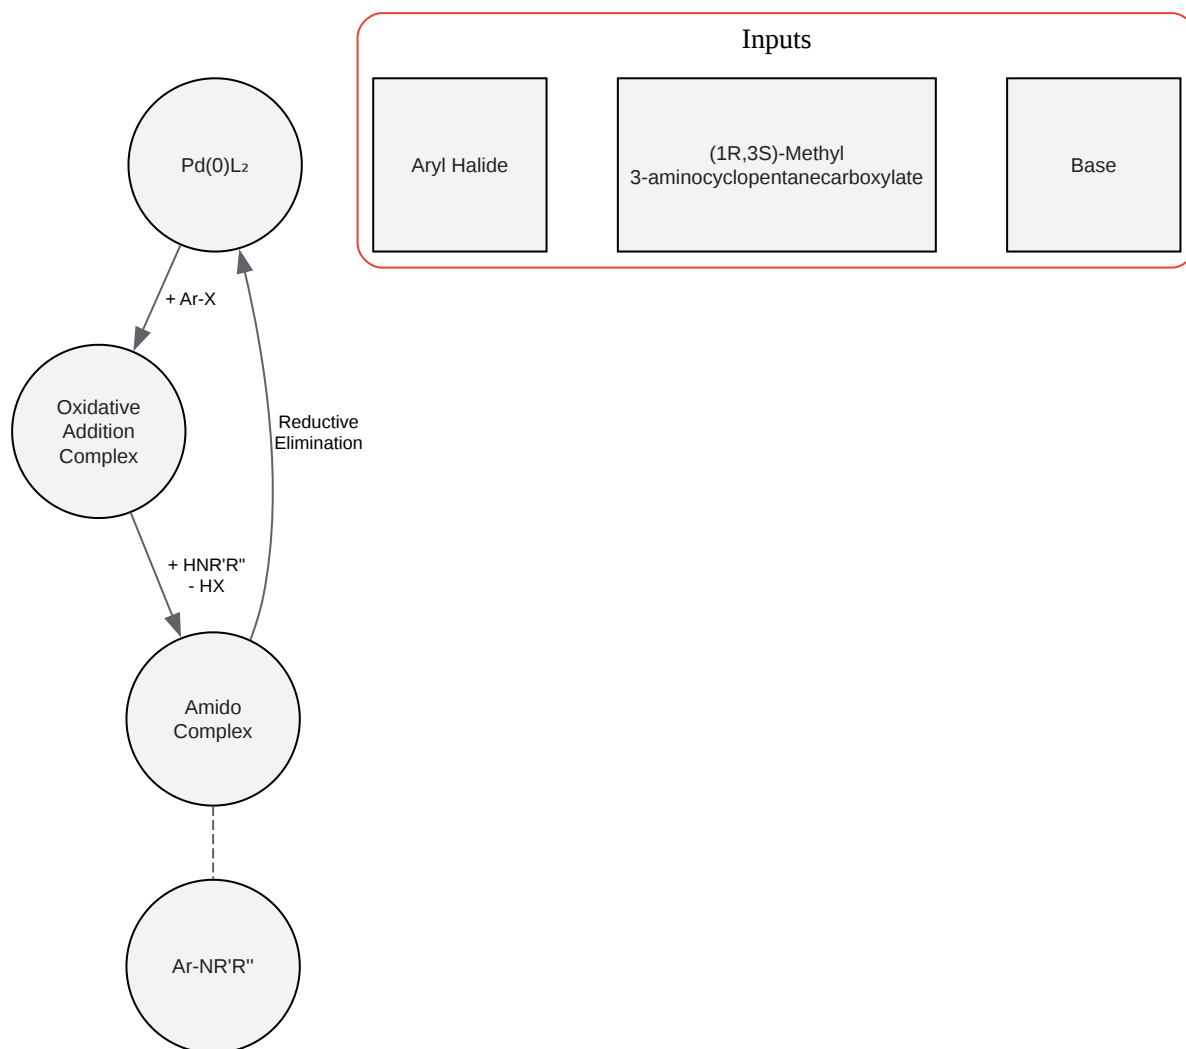 Inputs
Pd(0)L₂
Aryl Halide
(1R,3S)-Methyl
3-aminocyclopentanecarboxylate
Base
+ Ar-X
Oxidative
Addition
Complex
Reductive
Elimination
+ HNR'R"
- HX
Amido
Complex
Ar-NR'R''